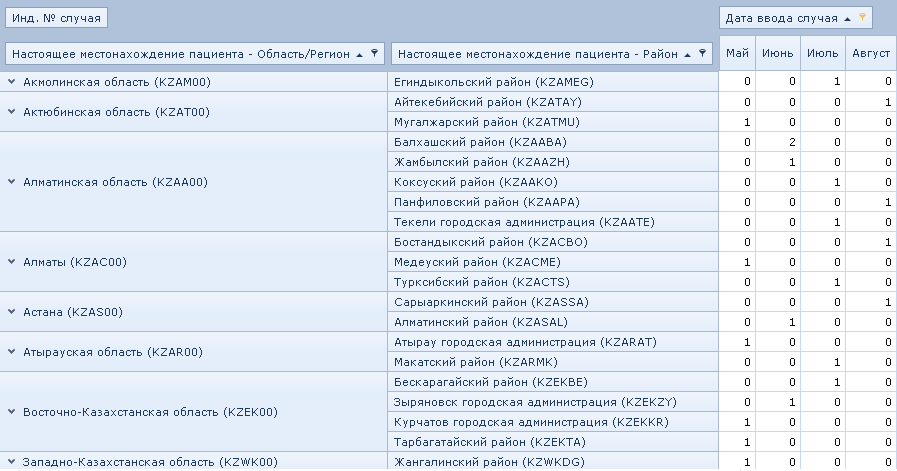 Инд. № случая
Дата ввода случая
Настоящее местонахождение пациента - Область/Регион Настоящее местонахождение пациента - Район Май Июнь Июль Август
Акмолинская область (KZAM00) Егиндыкольский район (KZAMEG) 0 0 1 0
Актюбинская область (KZAT00) Айтекебийский район (KZATAY) 0 0 0 1
Мугалжарский район (KZATMU) 1 0 0 0
Алматинская область (KZAA00) Балхашский район (KZAABA) 0 2 0 0
Жамбылский район (KZAAZH) 0 1 0 0
Коксуский район (KZAAKO) 0 0 1 0
Панфиловский район (KZAAPA) 0 0 0 1
Текели городская администрация (KZAATE) 0 0 1 0
Алматы (KZAC00) Бостандыкский район (KZACBO) 0 0 0 1
Медеуский район (KZACME) 1 0 0 0
Турксибский район (KZACTS) 0 0 1 0
Астана (KZAS00) Сарыаркинский район (KZASSA) 0 0 0 1
Алматинский район (KZASAL) 0 1 0 0
Атырауская область (KZAR00) Атырау городская администрация (KZARAT) 1 0 0 0
Макатский район (KZARMK) 0 0 1 0
Восточно-Казахстанская область (KZEK00) Бескарагайский район (KZEKBE) 0 0 1 0
Зыряновск городская администрация (KZEKZY) 0 1 0 0
Курчатов городская администрация (KZEKKR) 1 0 0 0
Тарбагатайский район (KZEKTA) 1 0 0 0
Западно-Казахстанская область (KZWK00) Жангалинский район (KZWKDG) 1 0 0 0